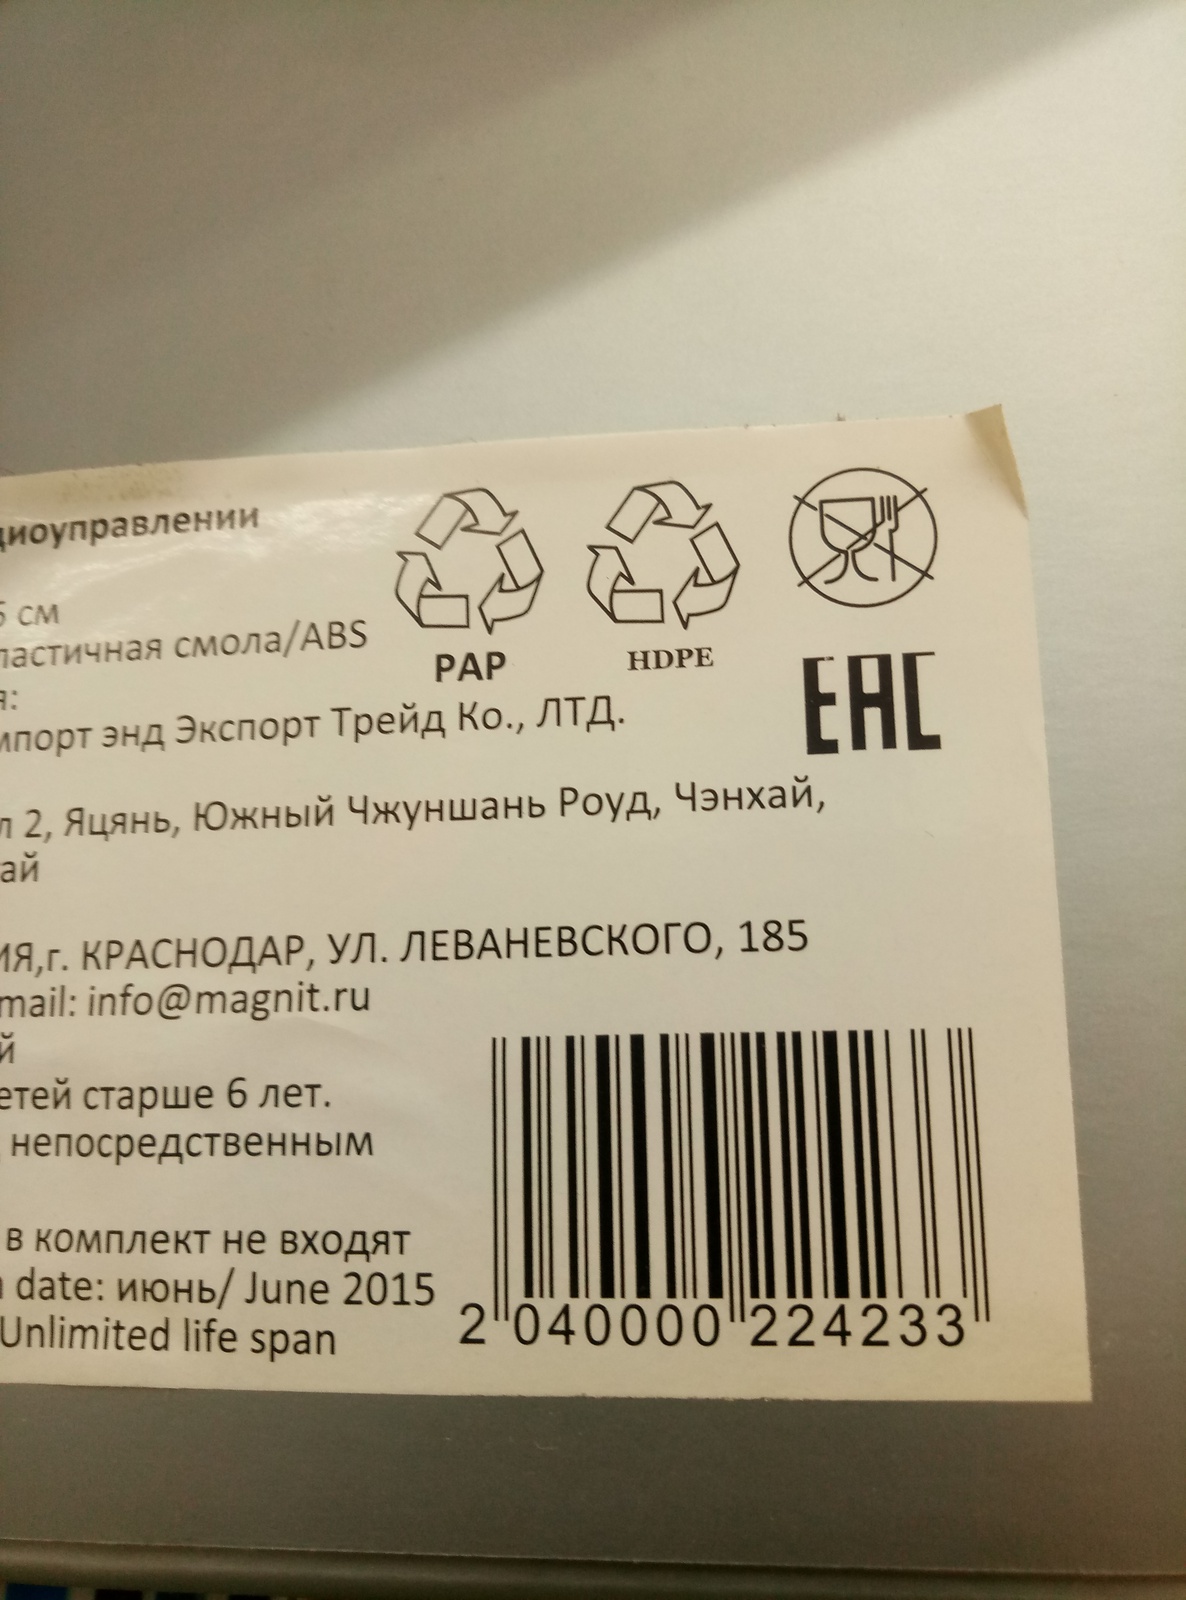 диоуправлении
5 см
ластичная смола/ABS
я:
мпорт энд Экспорт Трейд Ко., ЛТД.
л 2, Яцянь, Южный Чжуншань Роуд, Чэнхай,
тай
ИЯ,г. КРАСНОДАР, УЛ. ЛЕВАНЕВСКОГО, 185
mail: info@magnit.ru
й
етей старше 6 лет.
непосредственным
в комплект не входят
n date: июнь/ June 2015
Unlimited life span
PAP
HDPE
EAC
2 040000 224233